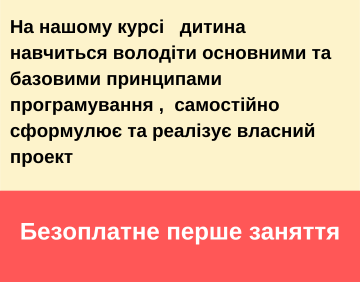 На нашому курсі   дитина
навчиться володіти основними та
базовими принципами
програмування ,  самостійно
сформулює та реалізує власний
проект
Безоплатне перше заняття